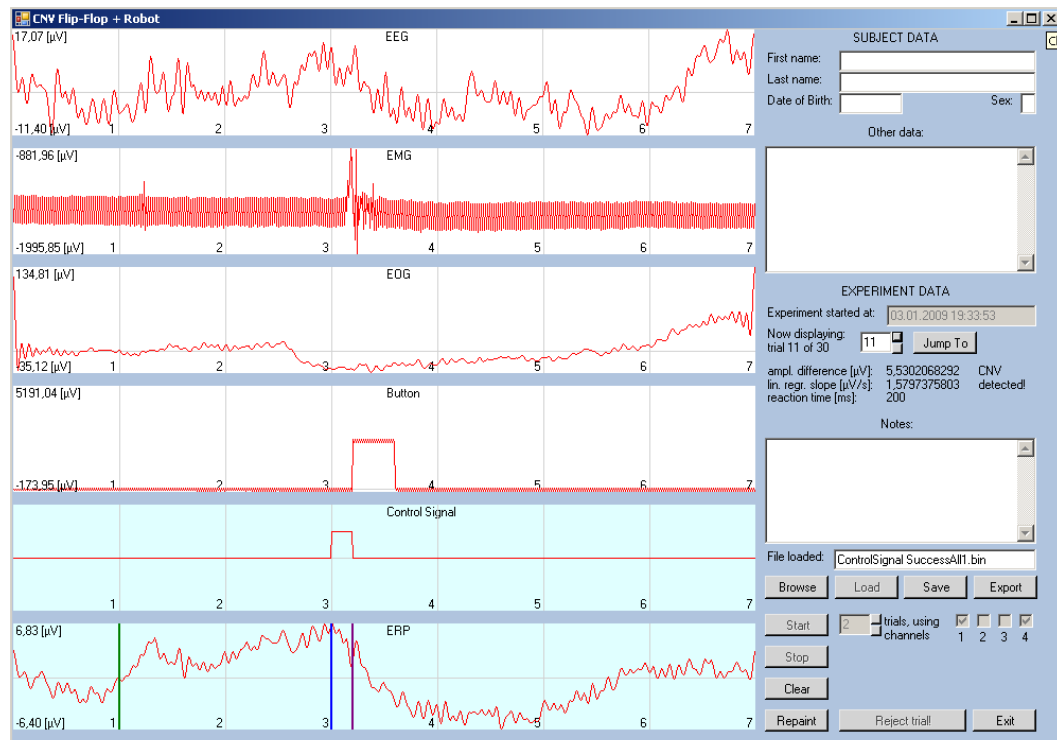 CNV Flip-Flop + Robot
17,07 [µV]
EEG
-11,40 [µV] 1 2 3 4 5 6 7
-881,96 [µV]
EMG
-1995,85 [µV] 1 2 3 4 5 6 7
134,81 [µV]
EOG
-35,12 [µV] 1 2 3 4 5 6 7
5191,04 [µV]
Button
-173,95 [µV] 1 2 3 4 5 6 7
Control Signal
1 2 3 4 5 6 7
6,83 [µV]
ERP
-6,40 [µV] 1 2 3 4 5 6 7
SUBJECT DATA
First name:
Last name:
Date of Birth: Sex:
Other data:
EXPERIMENT DATA
Experiment started at: 03.01.2009 19:33:53
Now displaying:
trial 11 of 30 11 Jump To
ampl. difference [µV]: 5,5302068292 CNV
lin. regr. slope [µV/s]: 1,5797375803 detected!
reaction time [ms]: 200
Notes:
File loaded: ControlSignal SuccessAll1.bin
Browse Load Save Export
Start 2 trials, using
channels 1 2 3 4
Stop
Clear
Repaint Reject trial! Exit